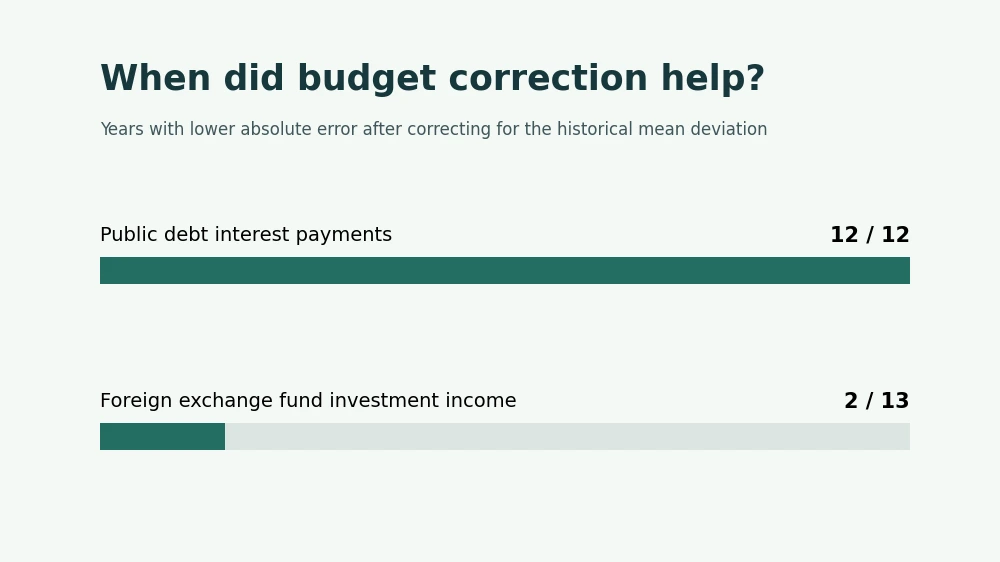 When did budget correction help?
Years with lower absolute error after correcting for the historical mean deviation
Public debt interest payments 12 / 12
Foreign exchange fund investment income 2 / 13